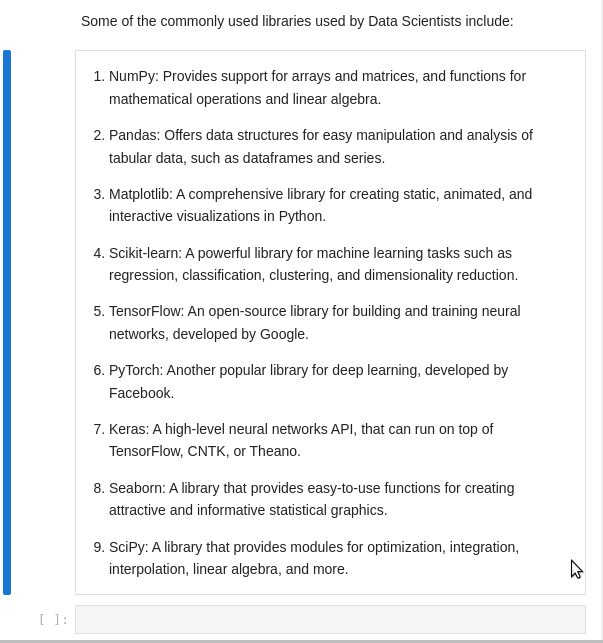 Some of the commonly used libraries used by Data Scientists include:
1. NumPy: Provides support for arrays and matrices, and functions for
mathematical operations and linear algebra.
2. Pandas: Offers data structures for easy manipulation and analysis of
tabular data, such as dataframes and series.
3. Matplotlib: A comprehensive library for creating static, animated, and
interactive visualizations in Python.
4. Scikit-learn: A powerful library for machine learning tasks such as
regression, classification, clustering, and dimensionality reduction.
5. TensorFlow: An open-source library for building and training neural
networks, developed by Google.
6. PyTorch: Another popular library for deep learning, developed by
Facebook.
7. Keras: A high-level neural networks API, that can run on top of
TensorFlow, CNTK, or Theano.
8. Seaborn: A library that provides easy-to-use functions for creating
attractive and informative statistical graphics.
9. SciPy: A library that provides modules for optimization, integration,
interpolation, linear algebra, and more.
[ ]: